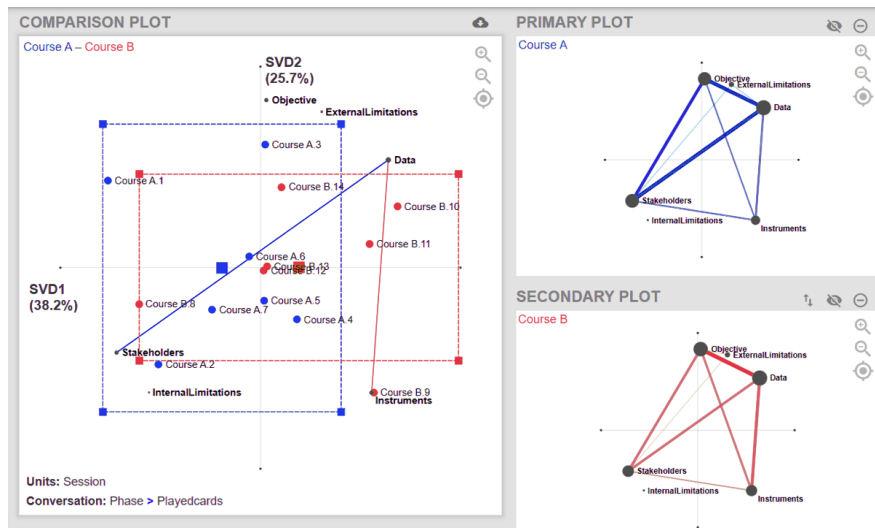 COMPARISON PLOT
Course A – Course B
SVD2
(25.7%)
Objective
ExternalLimitations
Course A.3
Data
Course A.1
Course B.14
Course B.10
Course B.11
Course A.6
Course B.13
Course B.12
SVD1
(38.2%)
Course B.8
Course A.5
Course A.7
Course A.4
Stakeholders
Course A.2
InternalLimitations
Course B.9
Instruments
Units: Session
Conversation: Phase > Playedcards
PRIMARY PLOT
Course A
Objective
ExternalLimitations
Data
Stakeholders
InternalLimitations
Instruments
SECONDARY PLOT
Course B
Objective
ExternalLimitations
Data
Stakeholders
InternalLimitations
Instruments